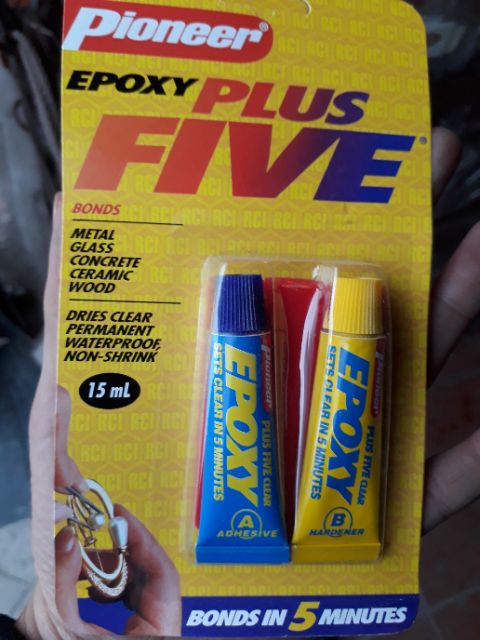 Pioneer®
EPOXY PLUS
FIVE®
BONDS
METAL
GLASS
CONCRETE
CERAMIC
WOOD
DRIES CLEAR
PERMANENT
WATERPROOF,
NON-SHRINK
15 mL
Pioneer
EPOXY
PLUS FIVE CLEAR
SETS CLEAR IN 5 MINUTES
A
ADHESIVE
Pioneer
EPOXY
PLUS FIVE CLEAR
SETS CLEAR IN 5 MINUTES
B
HARDENER
BONDS IN 5 MINUTES